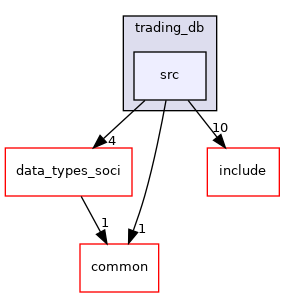 trading_db
src
10
4
data_types_soci
include
1
1
common